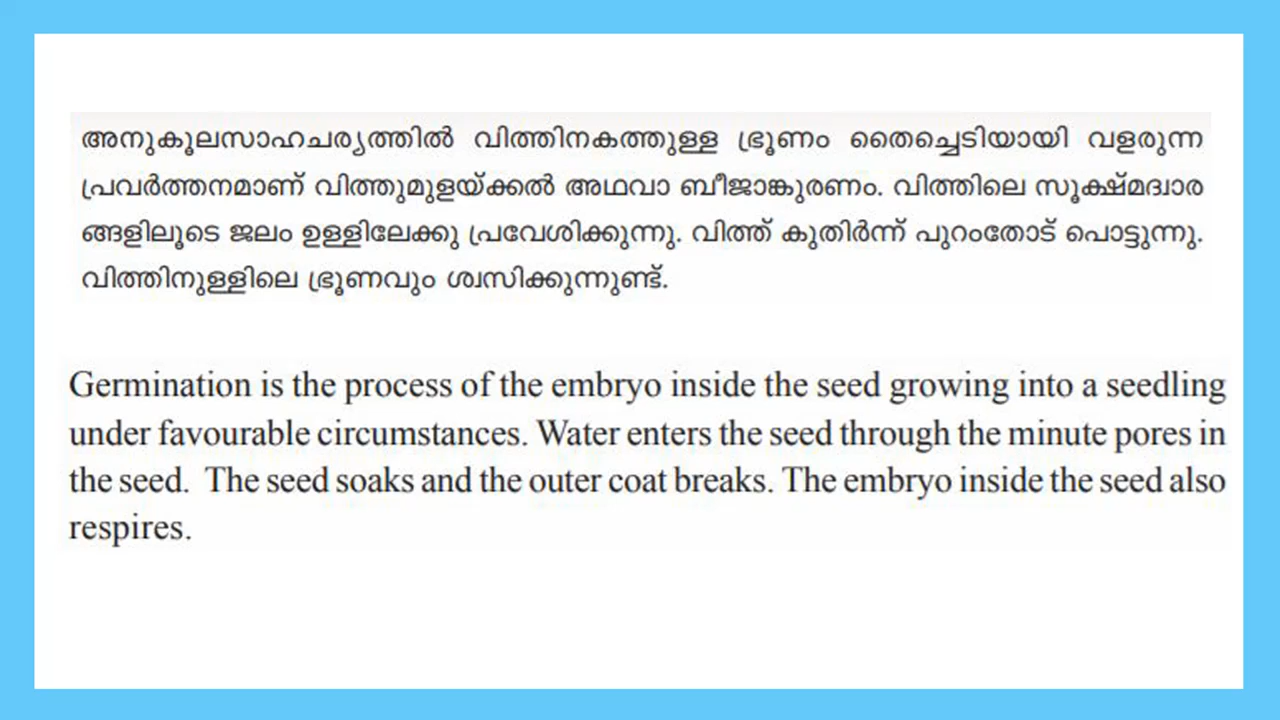 അനുകൂലസാഹചര്യത്തിൽ വിത്തിനകത്തുള്ള ഭ്രൂണം തൈച്ചെടിയായി വളരുന്ന
പ്രവർത്തനമാണ് വിത്തുമുളയ്ക്കൽ അഥവാ ബീജാങ്കുരണം. വിത്തിലെ സൂക്ഷ്മദ്വാര
ങ്ങളിലൂടെ ജലം ഉള്ളിലേക്കു പ്രവേശിക്കുന്നു. വിത്ത് കുതിർന്ന് പുറംതോട് പൊട്ടുന്നു.
വിത്തിനുള്ളിലെ ഭ്രൂണവും ശ്വസിക്കുന്നുണ്ട്.
Germination is the process of the embryo inside the seed growing into a seedling
under favourable circumstances. Water enters the seed through the minute pores in
the seed. The seed soaks and the outer coat breaks. The embryo inside the seed also
respires.